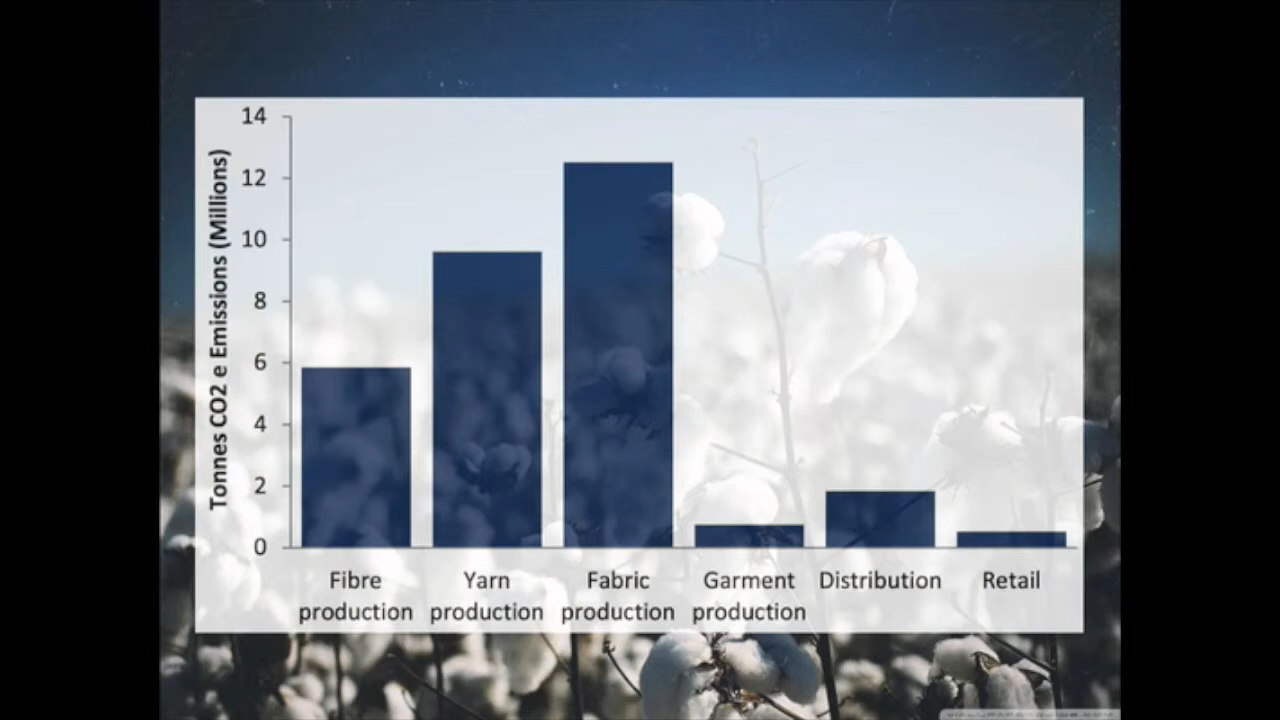 Tonnes CO2 e Emissions (Millions)
14
12
10
8
6
4
2
0
Fibre production
Yarn production
Fabric production
Garment production
Distribution
Retail